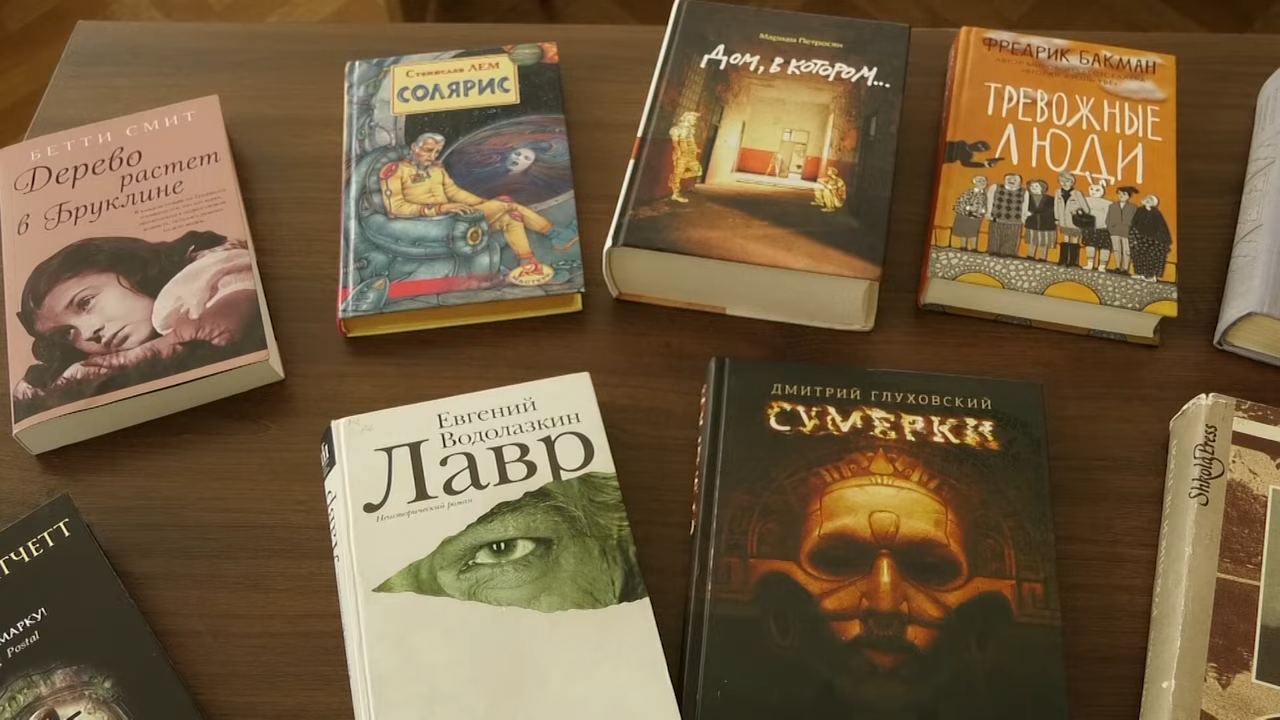 БЕТТИ СМИТ
Дерево
растет
в Бруклине
Станислав ЛЕМ
СОЛЯРИС
Мариам Петросян
Дом, в котором...
ФРЕДРИК БАКМАН
ТРЕВОЖНЫЕ
ЛЮДИ
Евгений
Водолазкин
Лавр
Неисторический роман
ДМИТРИЙ ГЛУХОВСКИЙ
СУМЕРКИ
ShkolaPress
МАРКУ!
Postal